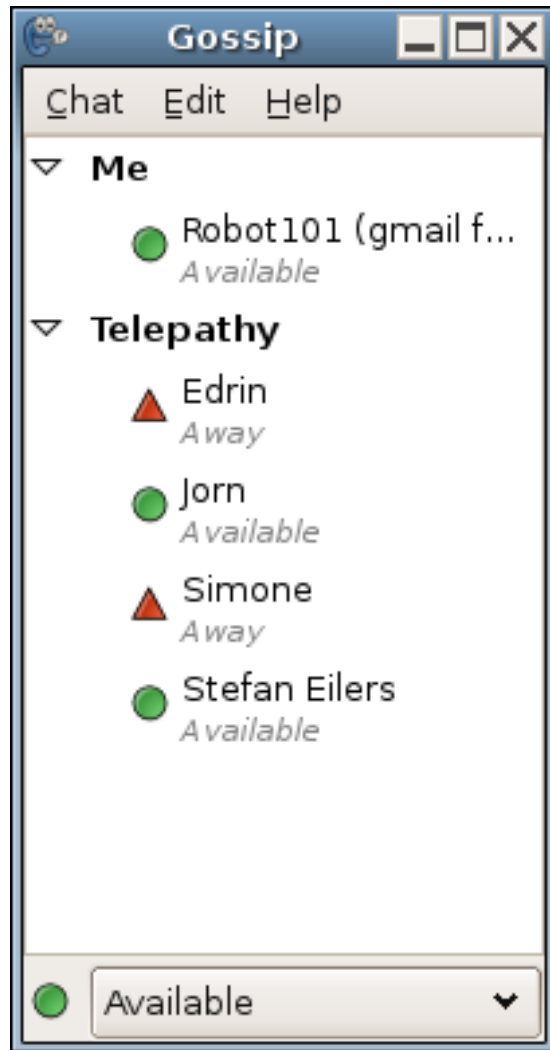 Gossip
Chat Edit Help
Me
Robot101 (gmail f...
Available
Telepathy
Edrin
Away
Jorn
Available
Simone
Away
Stefan Eilers
Available
Available